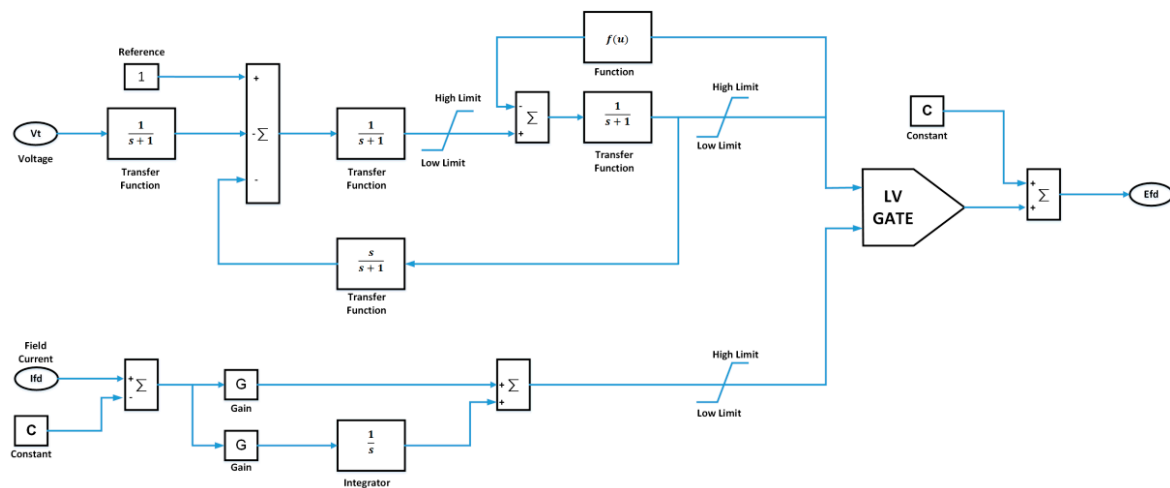 f(u)
Function
Reference
1
+
-
Σ
-
Vt
Voltage
1
s + 1
Transfer
Function
1
s + 1
Transfer
Function
High Limit
Low Limit
-
Σ
+
1
s + 1
Transfer
Function
High Limit
Low Limit
C
Constant
+
Σ
+
Efd
LV
GATE
s
s + 1
Transfer
Function
Field
Current
Ifd
+
Σ
-
C
Constant
G
Gain
G
Gain
1
s
Integrator
+
Σ
+
High Limit
Low Limit